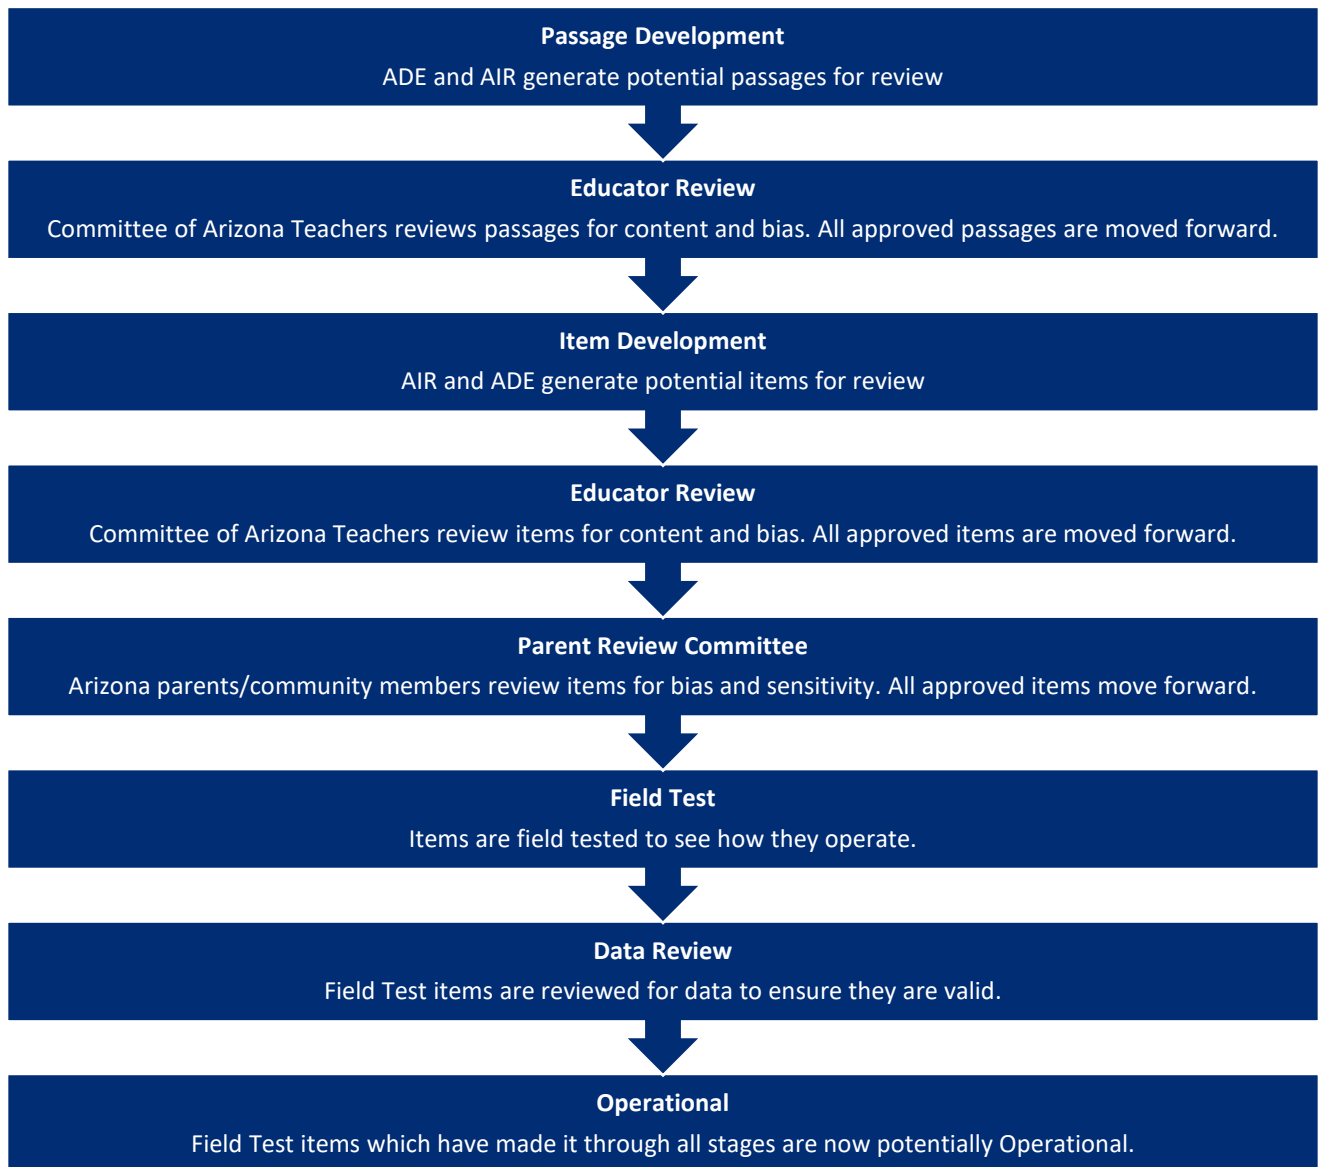 Passage Development
ADE and AIR generate potential passages for review
Educator Review
Committee of Arizona Teachers reviews passages for content and bias. All approved passages are moved forward.
Item Development
AIR and ADE generate potential items for review
Educator Review
Committee of Arizona Teachers review items for content and bias. All approved items are moved forward.
Parent Review Committee
Arizona parents/community members review items for bias and sensitivity. All approved items move forward.
Field Test
Items are field tested to see how they operate.
Data Review
Field Test items are reviewed for data to ensure they are valid.
Operational
Field Test items which have made it through all stages are now potentially Operational.